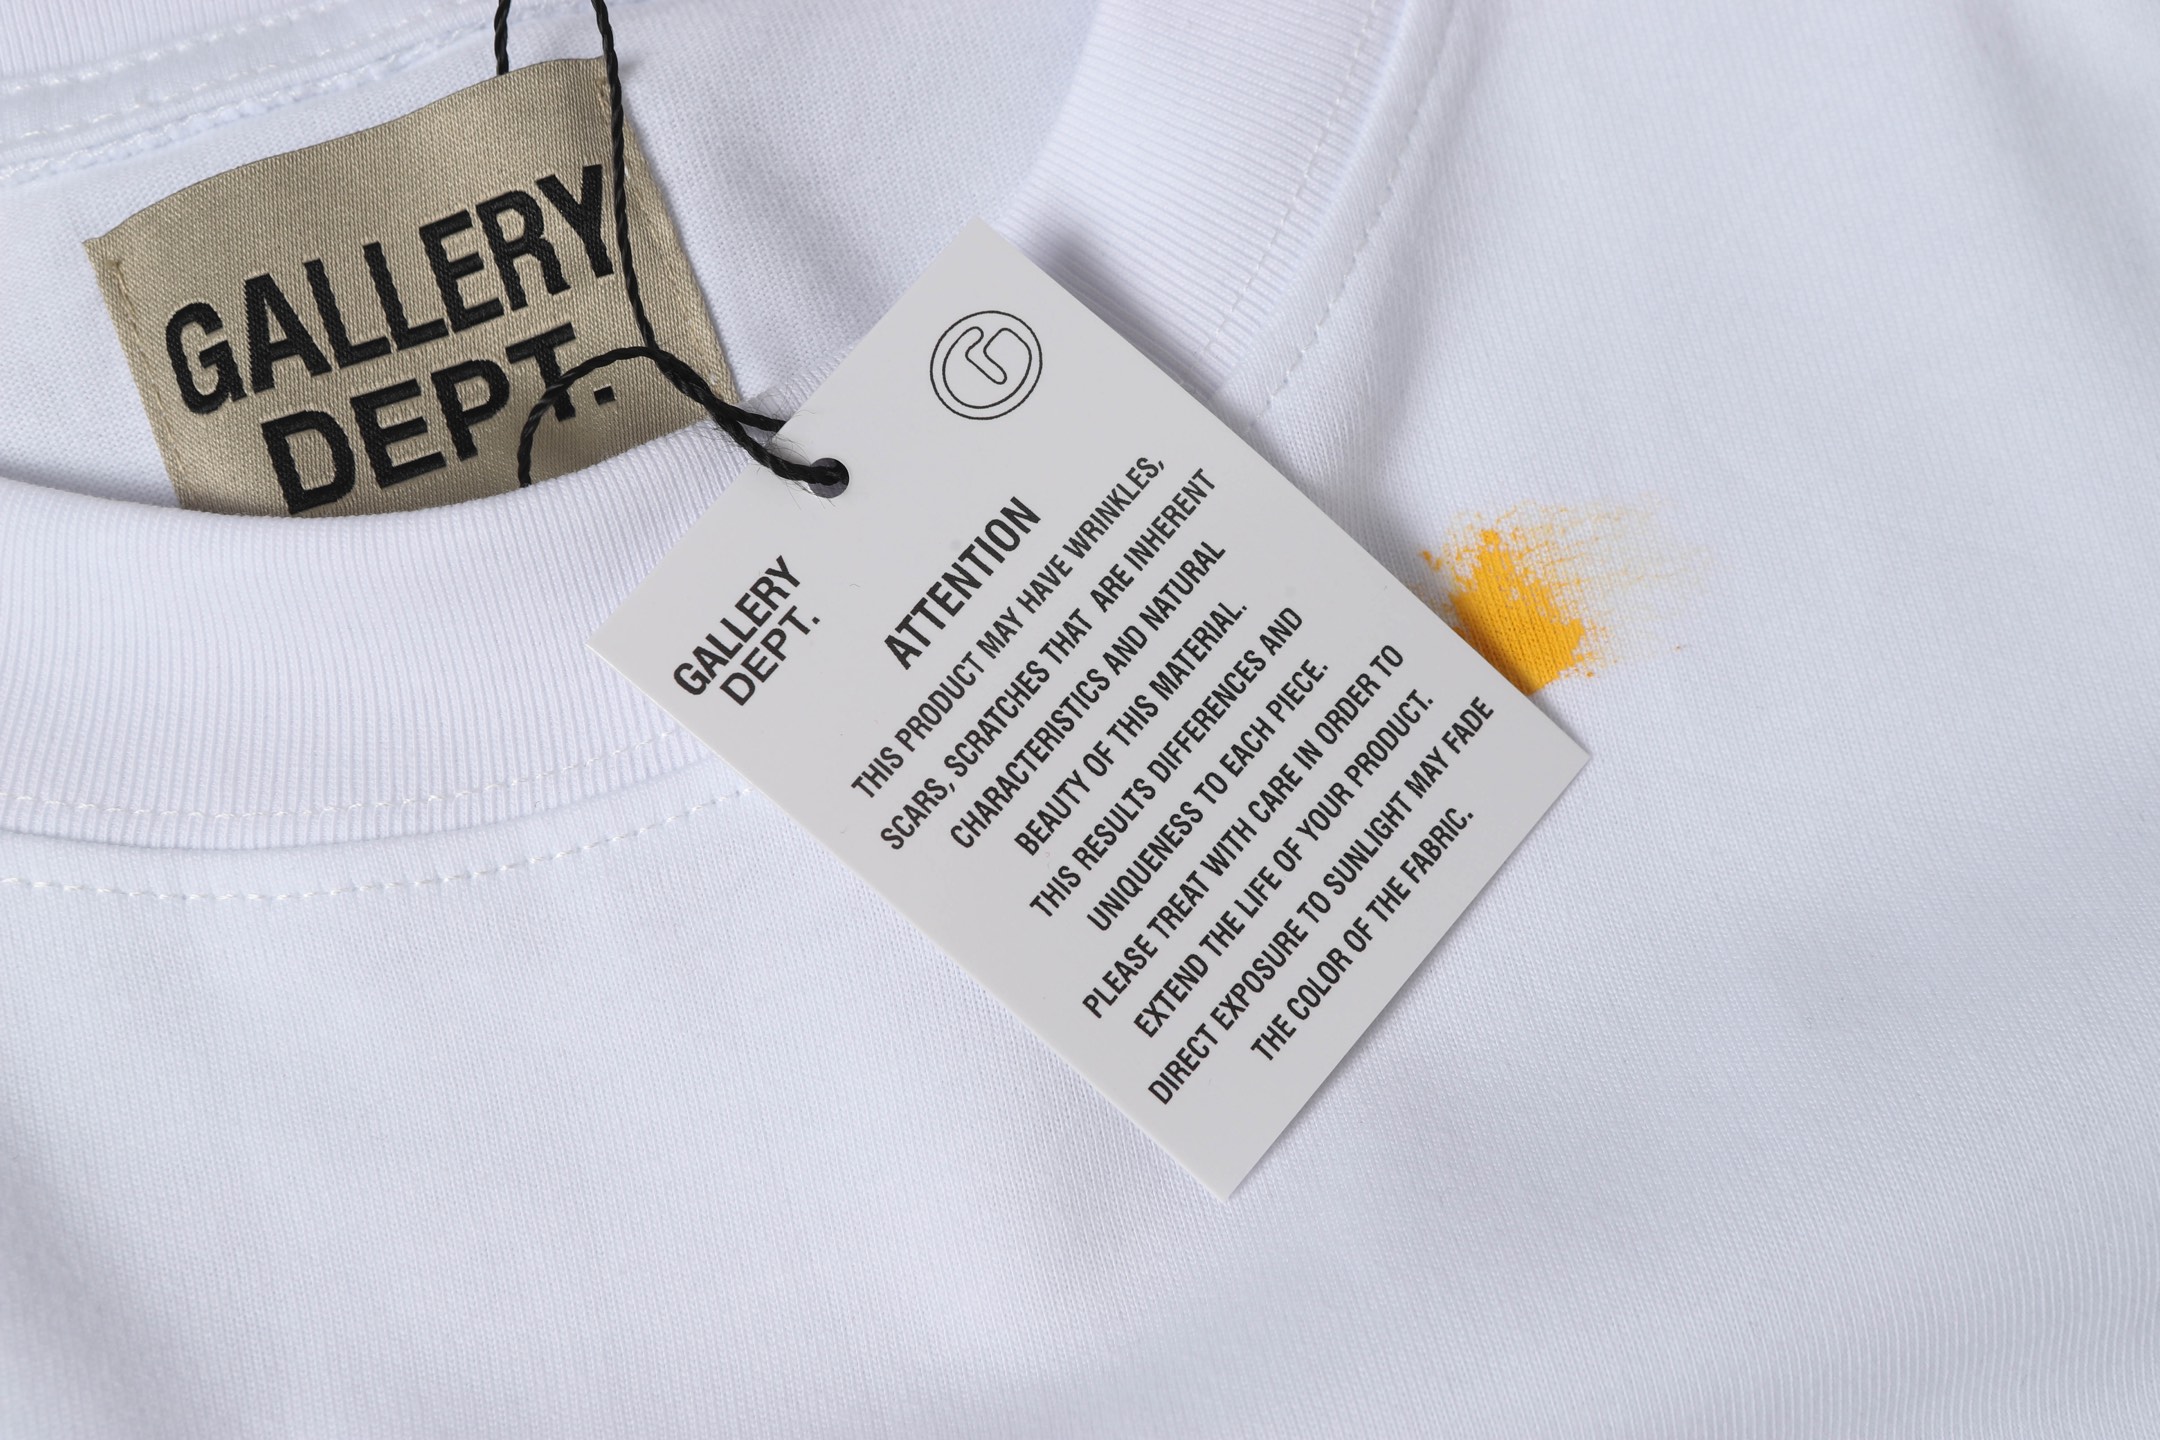 GALLERY
DEPT.
GALLERY
DEPT.
ATTENTION
THIS PRODUCT MAY HAVE WRINKLES,
SCARS, SCRATCHES THAT ARE INHERENT
CHARACTERISTICS AND NATURAL
BEAUTY OF THIS MATERIAL.
THIS RESULTS DIFFERENCES AND
UNIQUENESS TO EACH PIECE.
PLEASE TREAT WITH CARE IN ORDER TO
EXTEND THE LIFE OF YOUR PRODUCT.
DIRECT EXPOSURE TO SUNLIGHT MAY FADE
THE COLOR OF THE FABRIC.